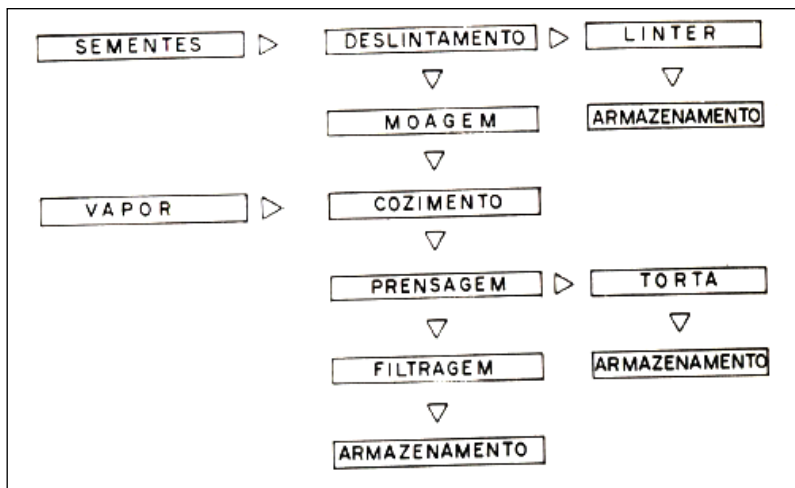 SEMENTES DESLINTAMENTO LINTER
MOAGEM ARMAZENAMENTO
VAPOR COZIMENTO
PRENSAGEM TORTA
FILTRAGEM ARMAZENAMENTO
ARMAZENAMENTO